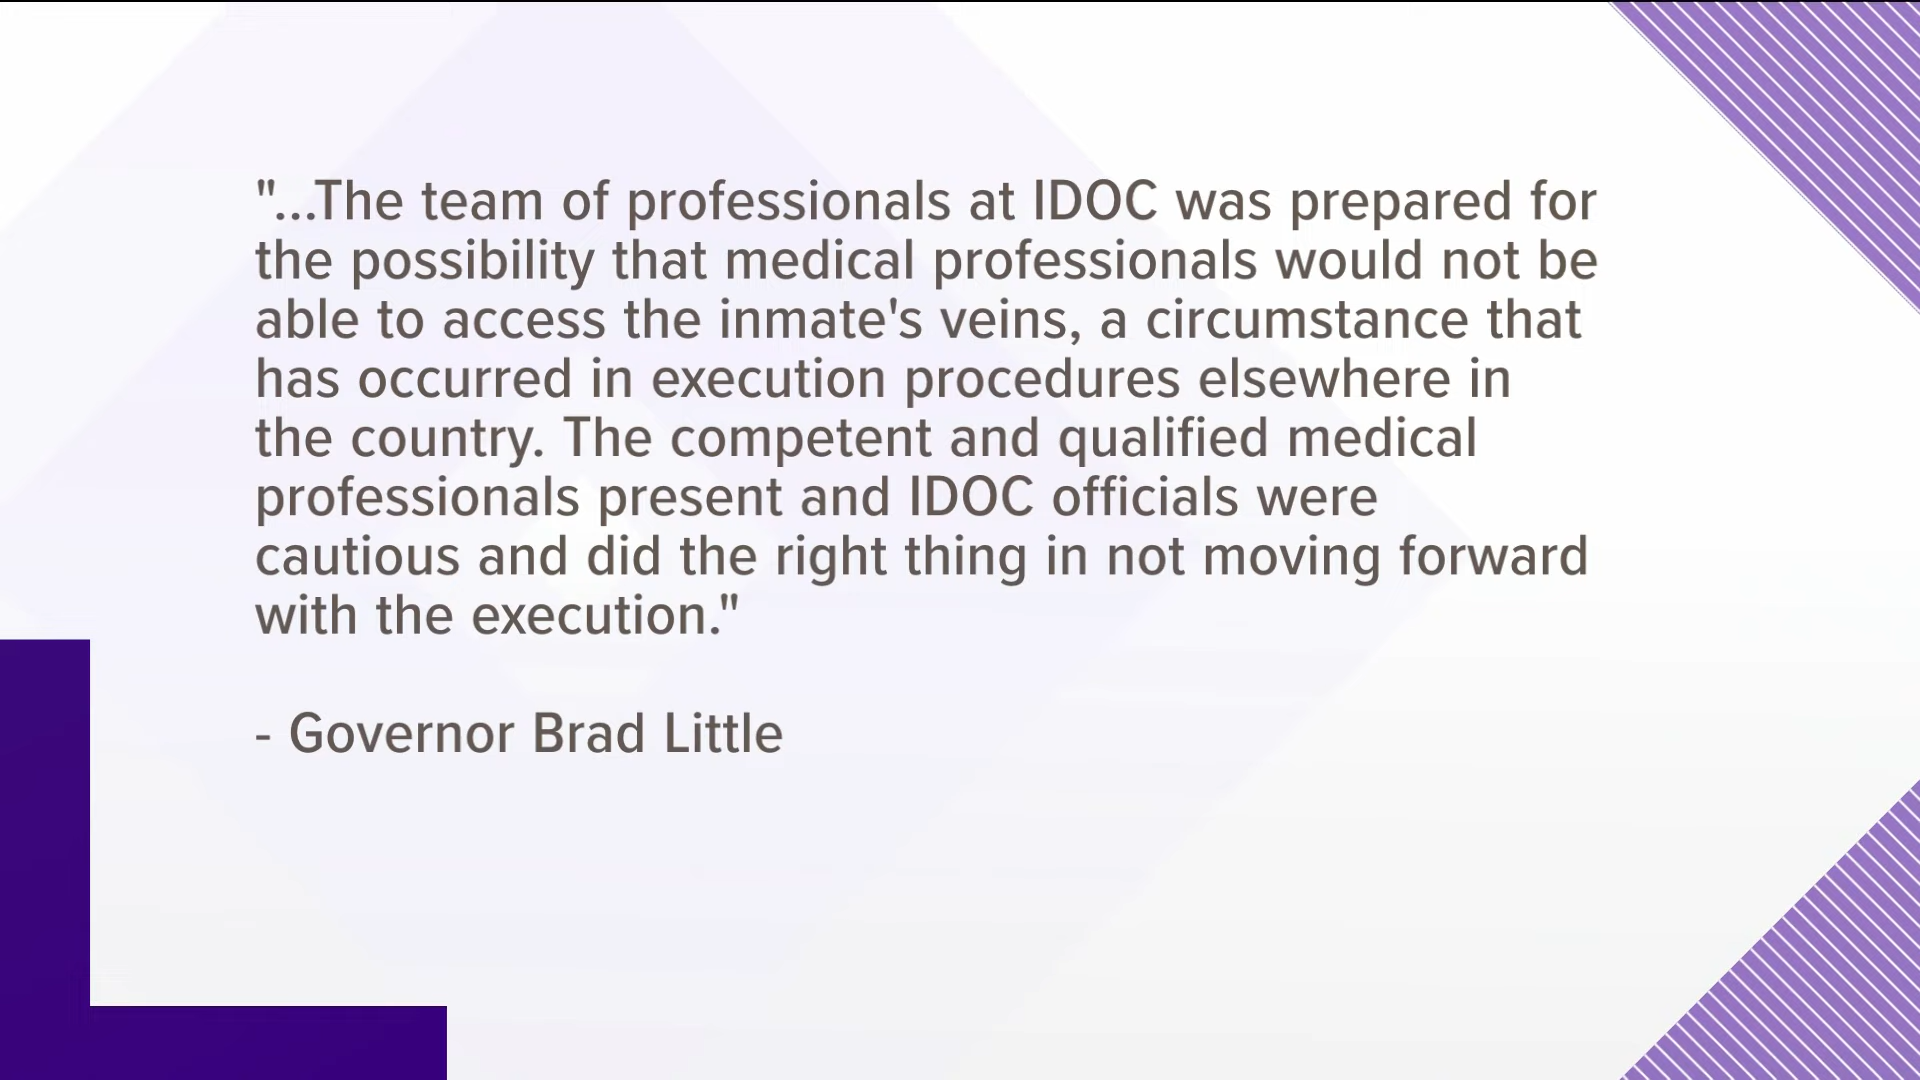 "...The team of professionals at IDOC was prepared for
the possibility that medical professionals would not be
able to access the inmate's veins, a circumstance that
has occurred in execution procedures elsewhere in
the country. The competent and qualified medical
professionals present and IDOC officials were
cautious and did the right thing in not moving forward
with the execution."
- Governor Brad Little